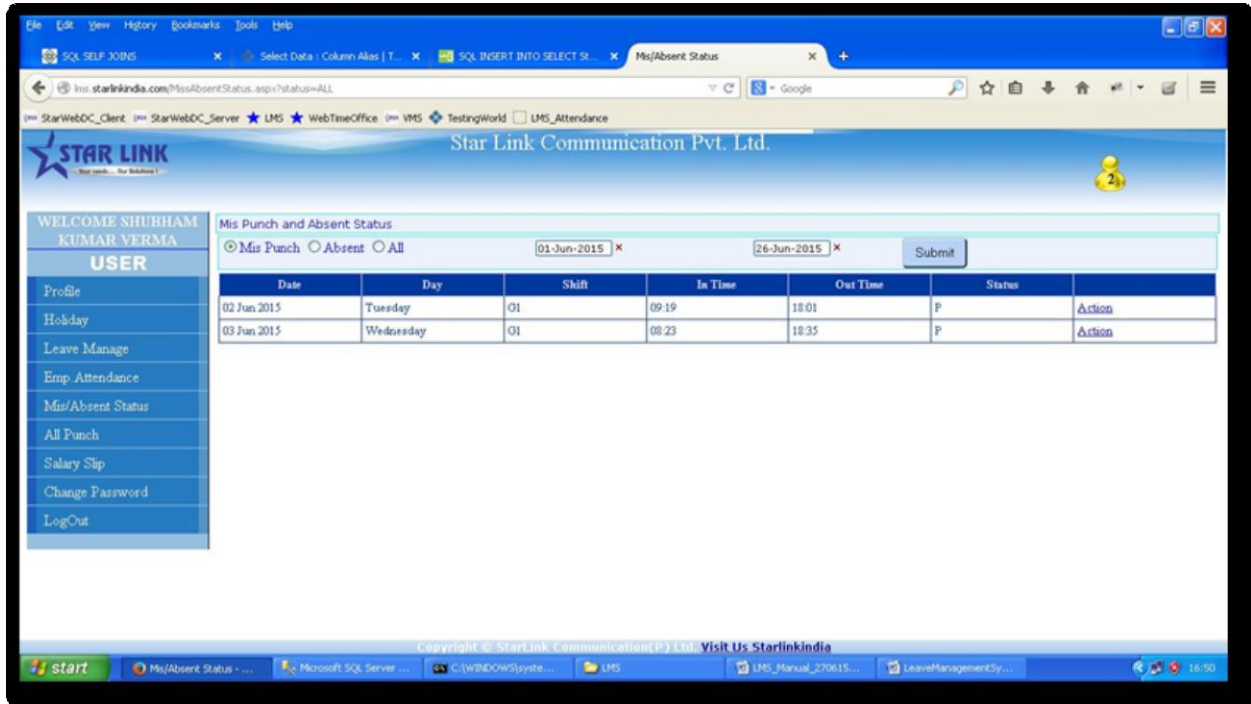 File Edit View History Bookmarks Tools Help
SQL SELF JOINS Select Data : Column Alias | T... SQL INSERT INTO SELECT St... Mis/Absent Status
lms.starlinkindia.com/MissAbsentStatus.aspx?status=ALL Google
StarWebDC_Client StarWebDC_Server LMS WebTimeOffice VMS TestingWorld LMS_Attendance
STAR LINK
Star Link Communication Pvt. Ltd.
2
WELCOME SHUBHAM
KUMAR VERMA
USER
Profile
Holiday
Leave Manage
Emp.Attendance
Mis/Absent Status
All Punch
Salary Slip
Change Password
LogOut
Mis Punch and Absent Status
Mis Punch Absent All 01-Jun-2015 26-Jun-2015 Submit
Date Day Shift In Time Out Time Status
02 Jun 2015 Tuesday G1 09:19 18:01 P Action
03 Jun 2015 Wednesday G1 08:23 18:35 P Action
Copyright © StarLink Communication(P) Ltd. Visit Us Starlinkindia
start Mis/Absent Status - ... Microsoft SQL Server ... C:\WINDOWS\syste... LMS LMS_Manual_270615... LeaveManagementSy... 16:50